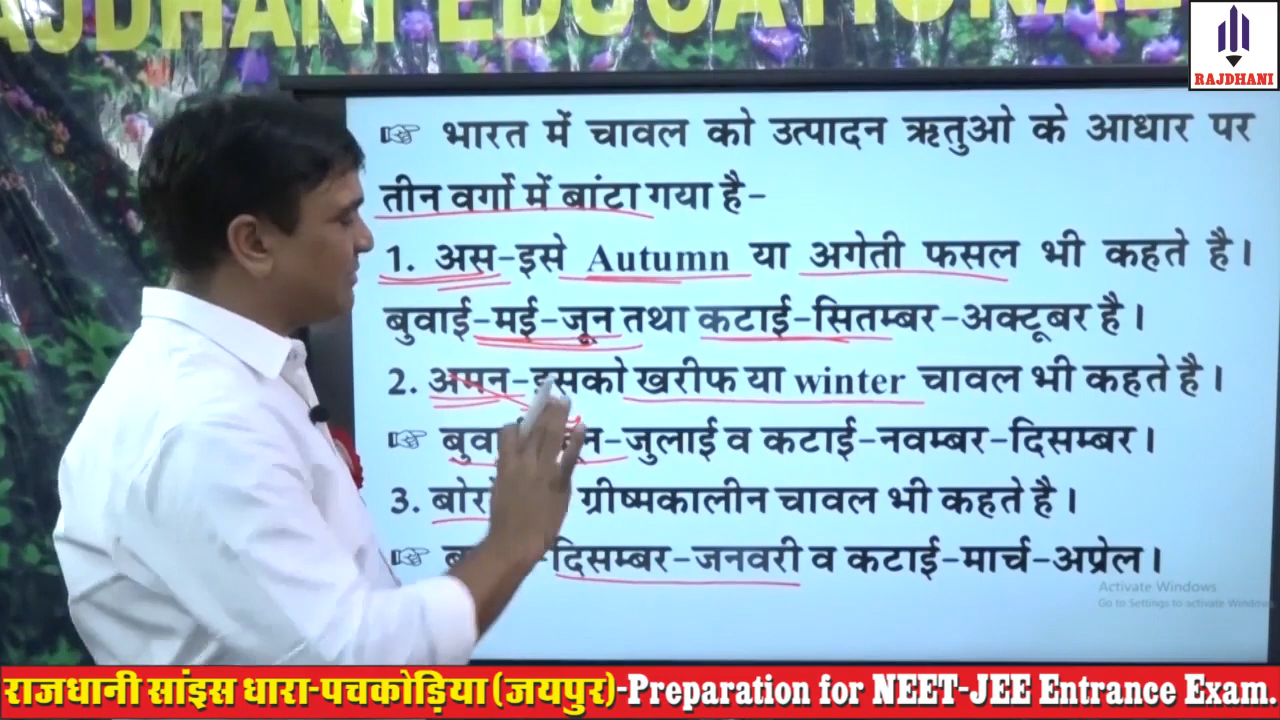 RAJDHANI EDUCATIONAL
RAJDHANI
☞ भारत में चावल को उत्पादन ऋतुओ के आधार पर
तीन वर्गो में बांटा गया है-
1. अस-इसे Autumn या अगेती फसल भी कहते है।
बुवाई-मई-जून तथा कटाई-सितम्बर-अक्टूबर है।
2. अमन-इसको खरीफ या winter चावल भी कहते है।
☞ जुलाई व कटाई-नवम्बर-दिसम्बर।
3. ग्रीष्मकालीन चावल भी कहते है।
☞ दिसम्बर-जनवरी व कटाई-मार्च-अप्रेल।
Activate Windows
Go to Settings to activate Windows.
राजधानी सांइस धारा-पचकोड़िया (जयपुर)-Preparation for NEET-JEE Entrance Exam.